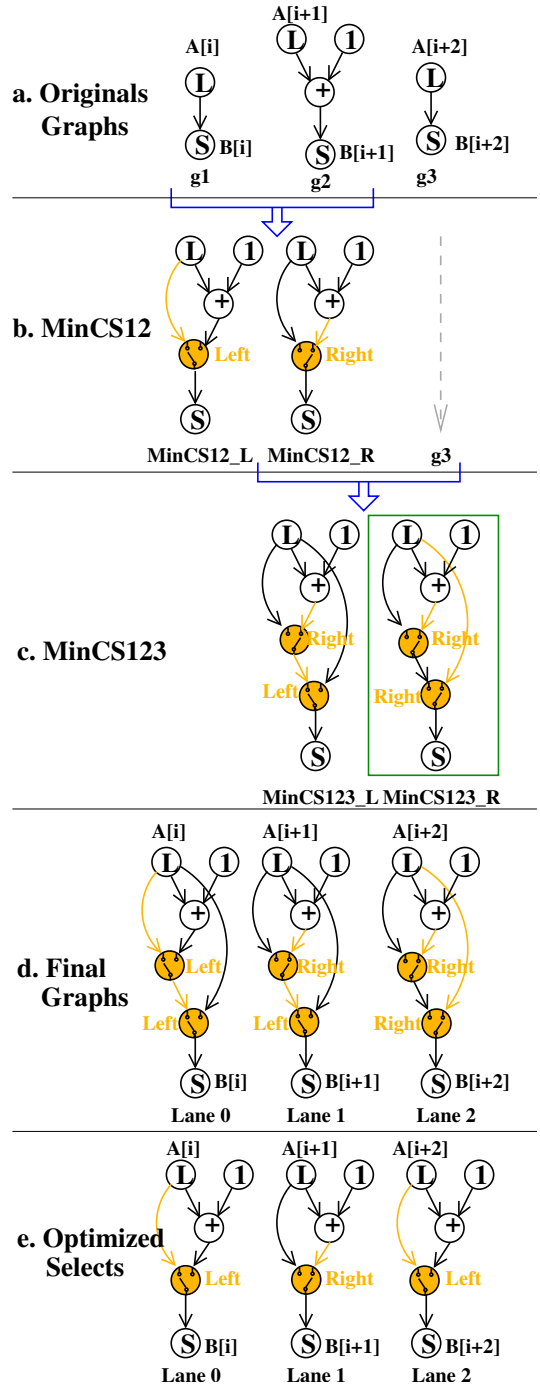 A[i] A[i+1] A[i+2]
L L 1 L
+
a. Originals
Graphs
S B[i] S B[i+1] S B[i+2]
g1 g2 g3
L 1 L 1
+ +
b. MinCS12
Left Right
S S
MinCS12_L MinCS12_R g3
L 1 L 1
+ +
c. MinCS123
Right Right
Left Right
S S
MinCS123_L MinCS123_R
A[i] A[i+1] A[i+2]
L 1 L 1 L 1
+ + +
d. Final
Graphs
Left Right Right
Left Left Right
S B[i] S B[i+1] S B[i+2]
Lane 0 Lane 1 Lane 2
A[i] A[i+1] A[i+2]
L 1 L 1 L 1
+ + +
e. Optimized
Selects
Left Right Left
S B[i] S B[i+1] S B[i+2]
Lane 0 Lane 1 Lane 2